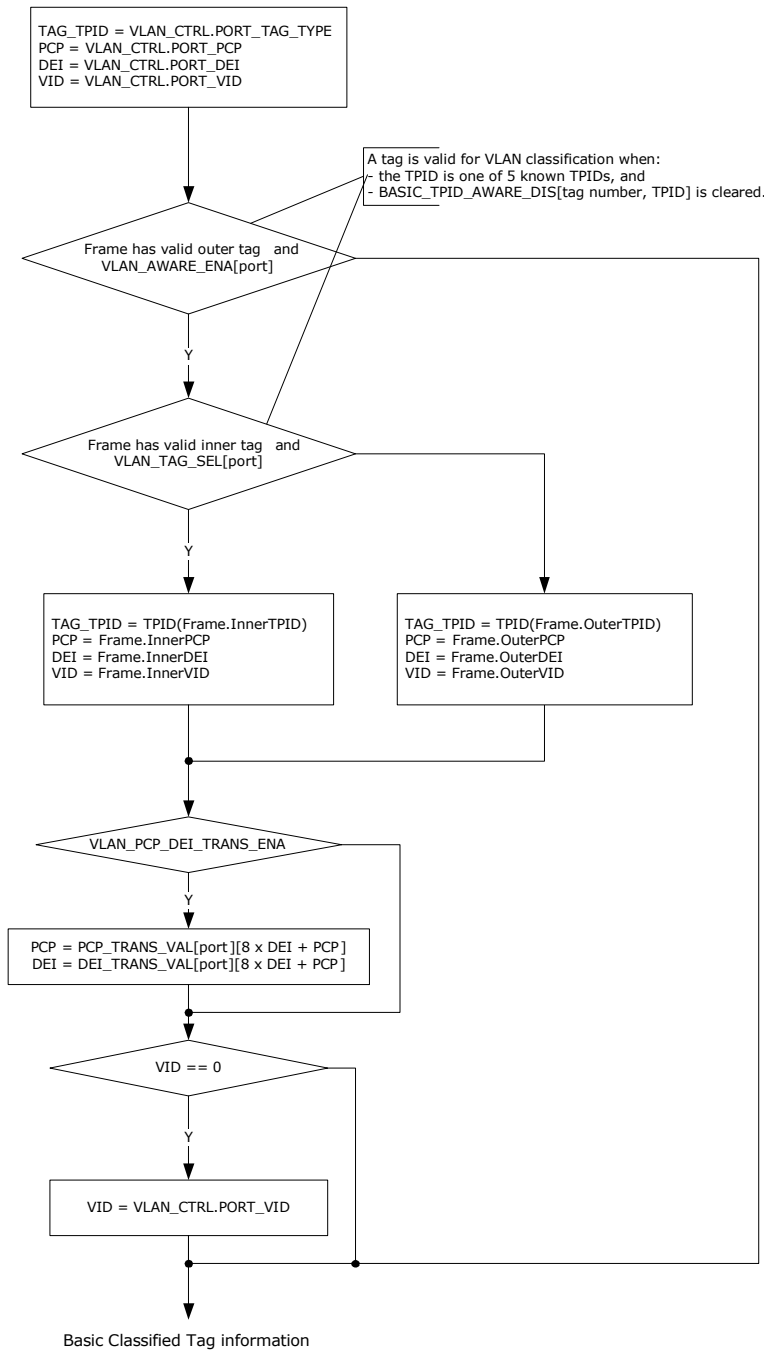 TAG_TPID = VLAN_CTRL.PORT_TAG_TYPE
PCP = VLAN_CTRL.PORT_PCP
DEI = VLAN_CTRL.PORT_DEI
VID = VLAN_CTRL.PORT_VID
A tag is valid for VLAN classification when:
- the TPID is one of 5 known TPIDs, and
- BASIC_TPID_AWARE_DIS[tag number, TPID] is cleared.
Frame has valid outer tag and
VLAN_AWARE_ENA[port]
Y
Frame has valid inner tag and
VLAN_TAG_SEL[port]
Y
TAG_TPID = TPID(Frame.InnerTPID)
PCP = Frame.InnerPCP
DEI = Frame.InnerDEI
VID = Frame.InnerVID
TAG_TPID = TPID(Frame.OuterTPID)
PCP = Frame.OuterPCP
DEI = Frame.OuterDEI
VID = Frame.OuterVID
VLAN_PCP_DEI_TRANS_ENA
Y
PCP = PCP_TRANS_VAL[port][8 x DEI + PCP]
DEI = DEI_TRANS_VAL[port][8 x DEI + PCP]
VID == 0
Y
VID = VLAN_CTRL.PORT_VID
Basic Classified Tag information